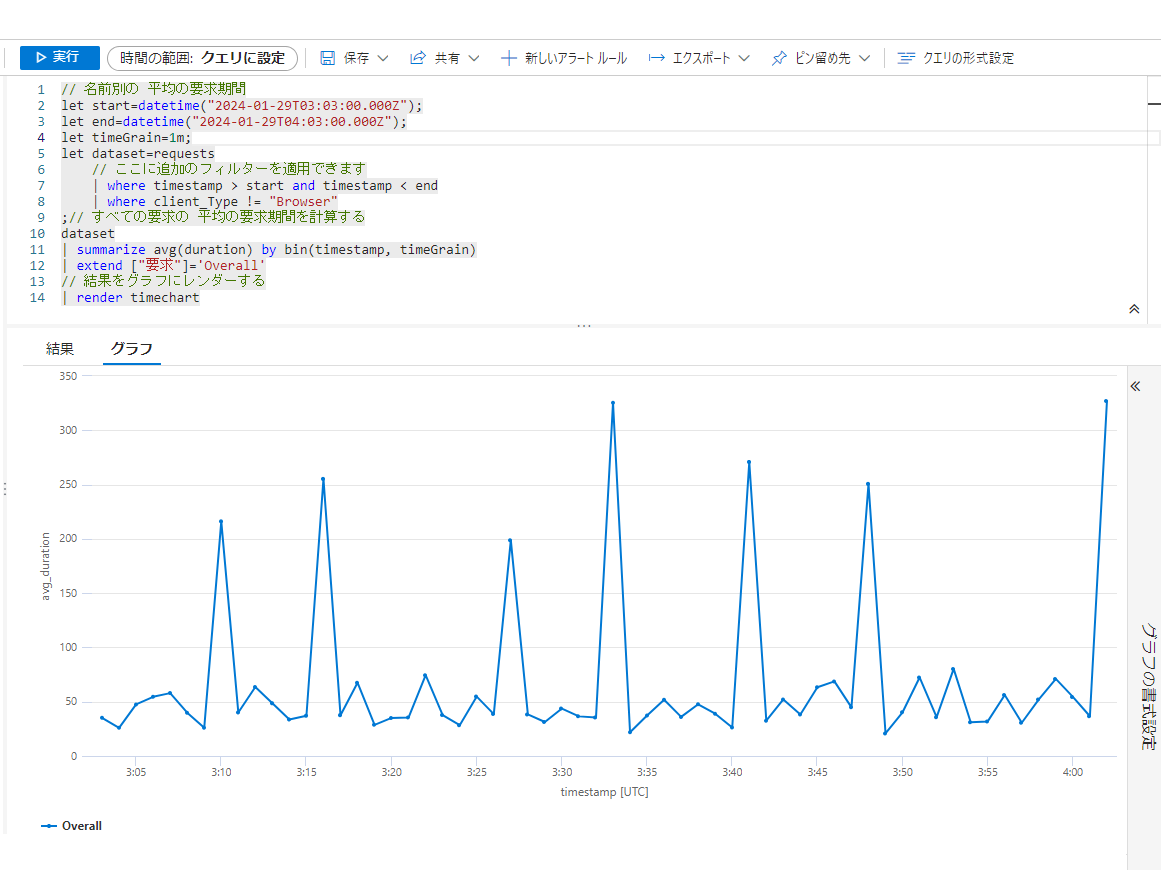 実行 時間の範囲: クエリに設定 保存 共有 新しいアラート ルール エクスポート ピン留め先 クエリの形式設定
1 // 名前別の 平均の要求期間
2 let start=datetime("2024-01-29T03:03:00.000Z");
3 let end=datetime("2024-01-29T04:03:00.000Z");
4 let timeGrain=1m;
5 let dataset=requests
6 // ここに追加のフィルターを適用できます
7 | where timestamp > start and timestamp < end
8 | where client_Type != "Browser"
9 ;// すべての要求の 平均の要求期間を計算する
10 dataset
11 | summarize avg(duration) by bin(timestamp, timeGrain)
12 | extend ["要求"]='Overall'
13 // 結果をグラフにレンダーする
14 | render timechart
結果 グラフ
350
300
250
200
150
100
50
0
avg_duration
3:05 3:10 3:15 3:20 3:25 3:30 3:35 3:40 3:45 3:50 3:55 4:00
timestamp [UTC]
Overall
グラフの書式設定